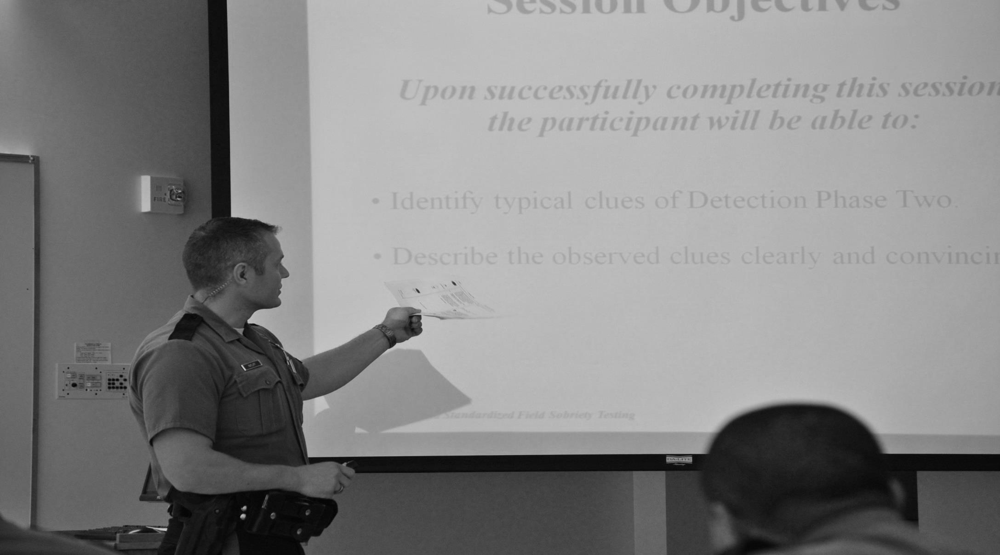 Session Objectives
Upon successfully completing this session
the participant will be able to:
• Identify typical clues of Detection Phase Two.
• Describe the observed clues clearly and convincin
FIRE
Standardized Field Sobriety Testing
DA-LITE